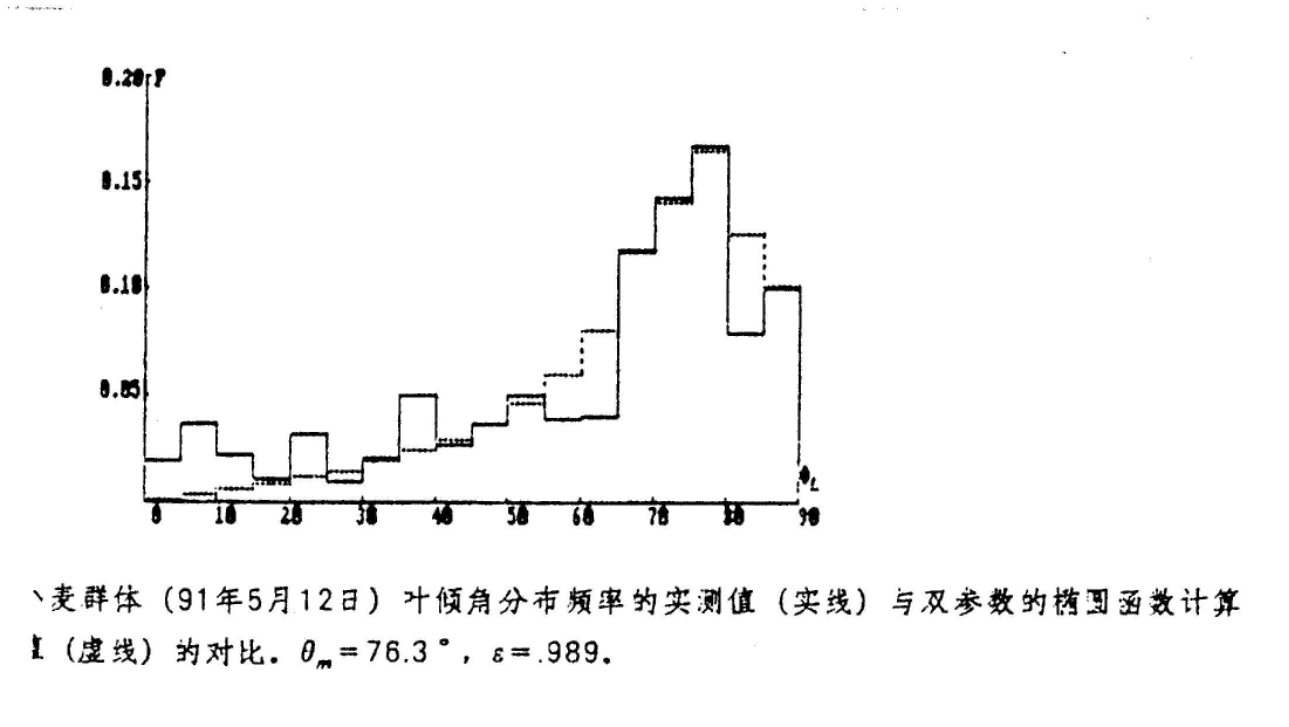 0.20 F
0.15
0.10
0.05
θL
0 10 20 30 40 50 60 70 80 90
麦群体（91年5月12日）叶倾角分布频率的实测值（实线）与双参数的椭圆函数计算
（虚线）的对比。θm=76.3°，ε=.989。